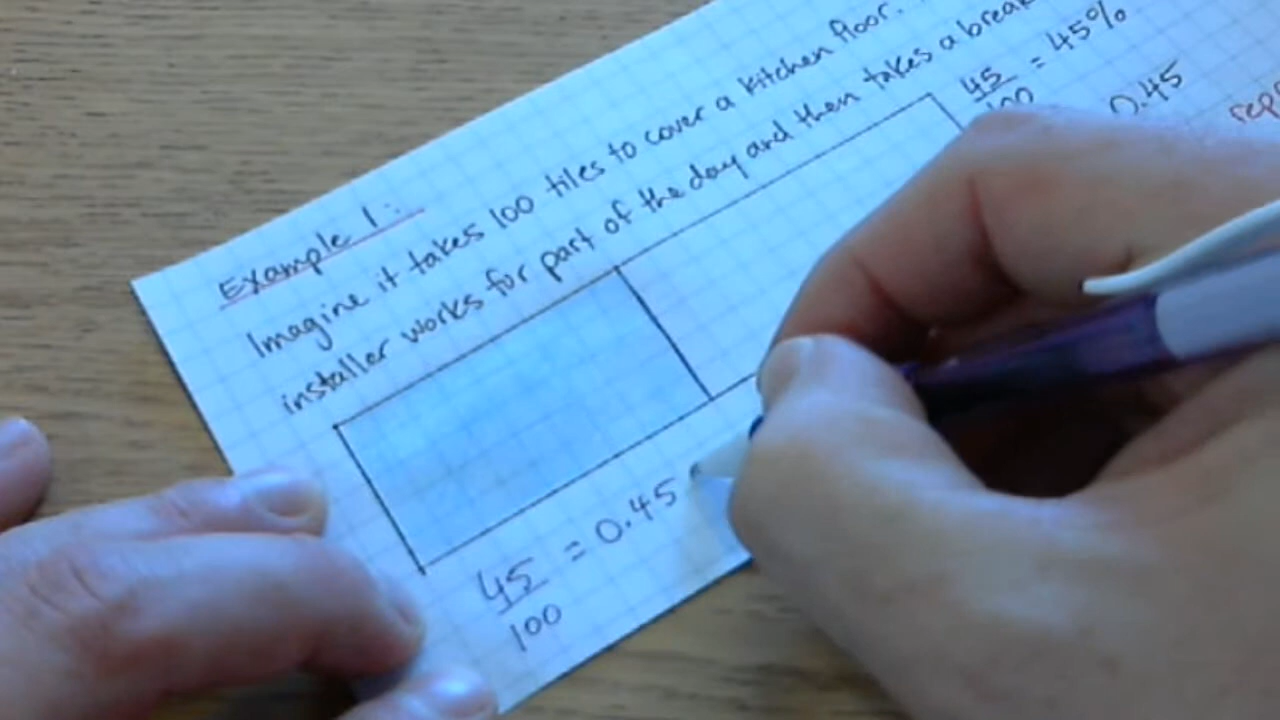 Example 1:
Imagine it takes 100 tiles to cover a kitchen floor.
installer works for part of the day and then takes a break
45/100 = 45%
0.45
45/100 = 0.45